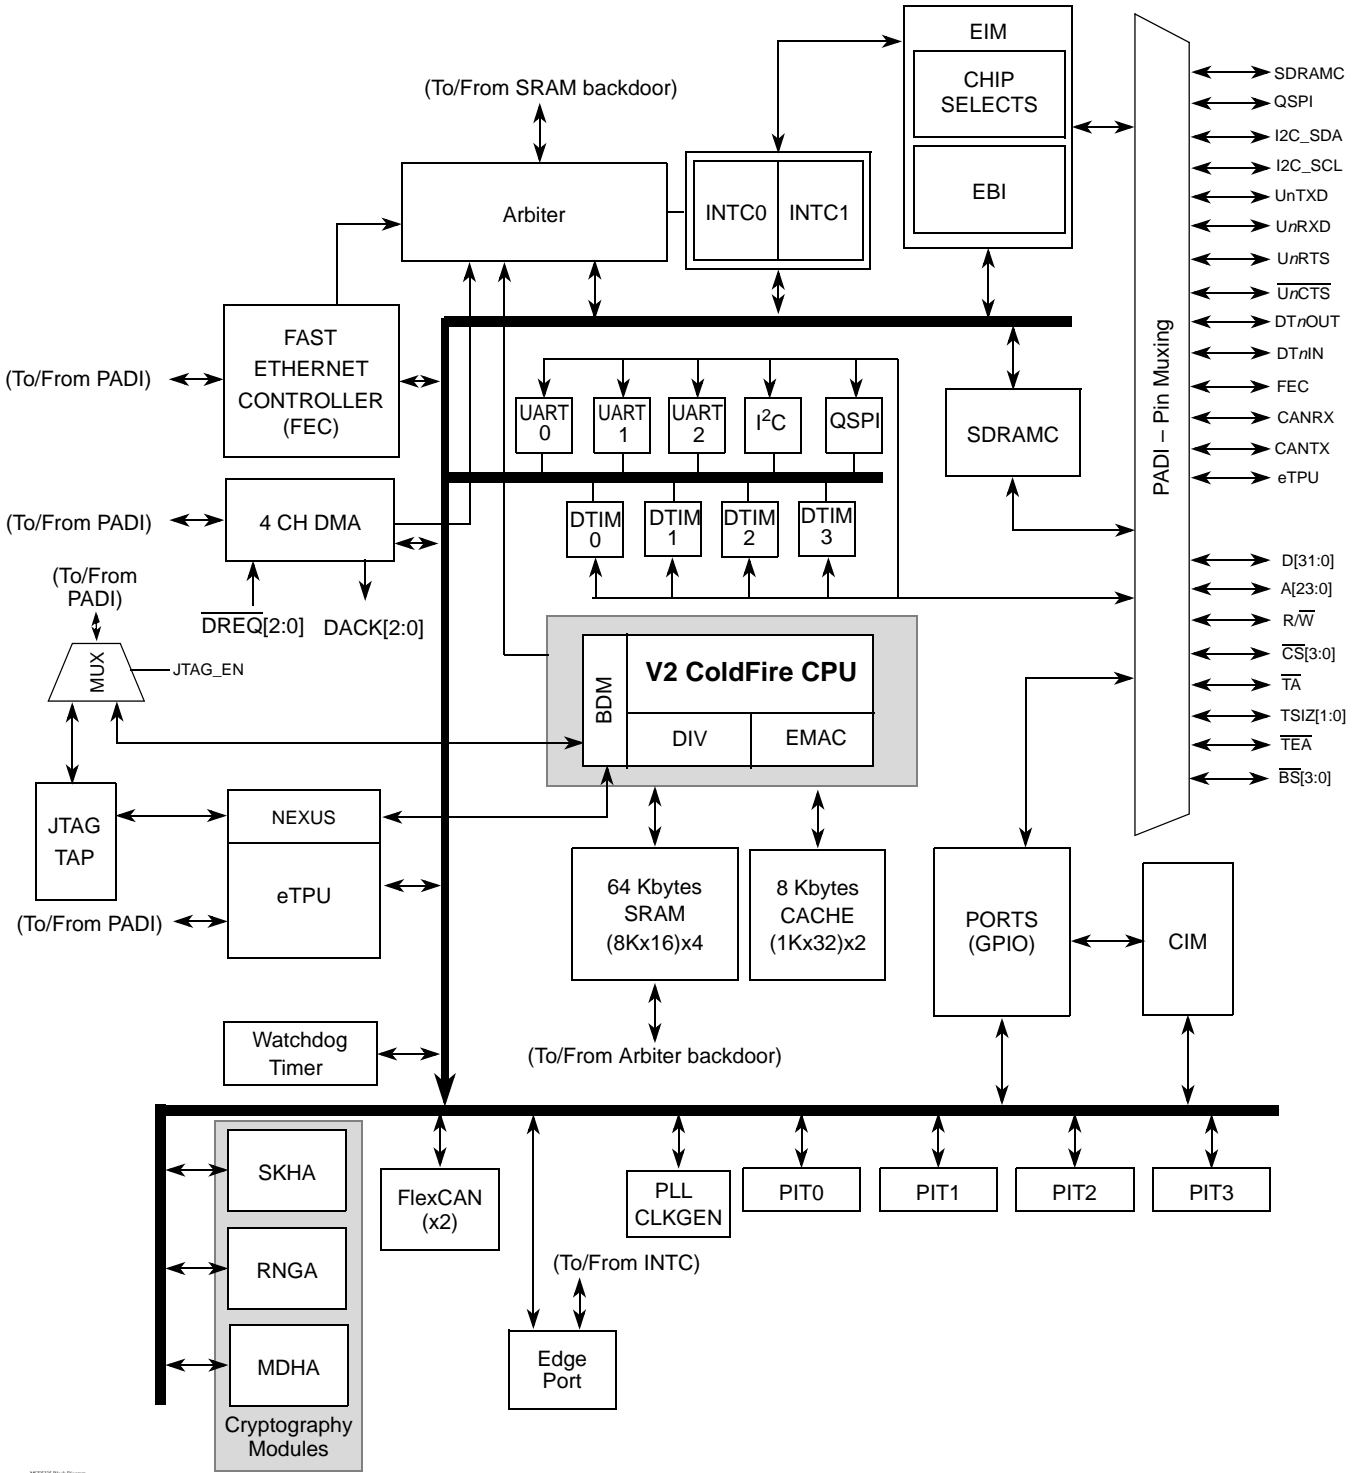 EIM
CHIP
SELECTS
EBI
(To/From SRAM backdoor)
Arbiter
INTC0
INTC1
FAST
ETHERNET
CONTROLLER
(FEC)
(To/From PADI)
UART
0
UART
1
UART
2
I²C
QSPI
SDRAMC
DTIM
0
DTIM
1
DTIM
2
DTIM
3
4 CH DMA
(To/From PADI)
DREQ[2:0]
DACK[2:0]
(To/From
PADI)
MUX
JTAG_EN
BDM
V2 ColdFire CPU
DIV
EMAC
JTAG
TAP
NEXUS
eTPU
(To/From PADI)
64 Kbytes
SRAM
(8Kx16)x4
8 Kbytes
CACHE
(1Kx32)x2
PORTS
(GPIO)
CIM
(To/From Arbiter backdoor)
Watchdog
Timer
SKHA
RNGA
MDHA
Cryptography
Modules
FlexCAN
(x2)
PLL
CLKGEN
PIT0
PIT1
PIT2
PIT3
(To/From INTC)
Edge
Port
PADI – Pin Muxing
SDRAMC
QSPI
I2C_SDA
I2C_SCL
UnTXD
UnRXD
UnRTS
UnCTS
DTnOUT
DTnIN
FEC
CANRX
CANTX
eTPU
D[31:0]
A[23:0]
R/W
CS[3:0]
TA
TSIZ[1:0]
TEA
BS[3:0]